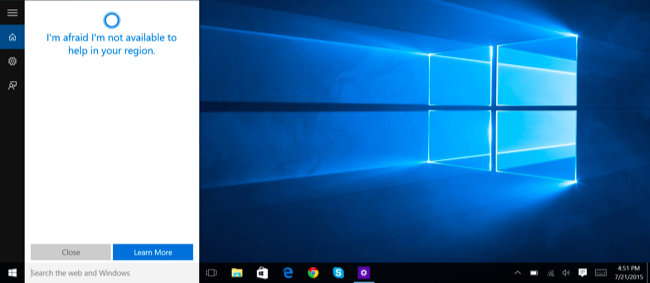 I'm afraid I'm not available to
help in your region.
Close
Learn More
Search the web and Windows
4:51 PM
7/21/2015